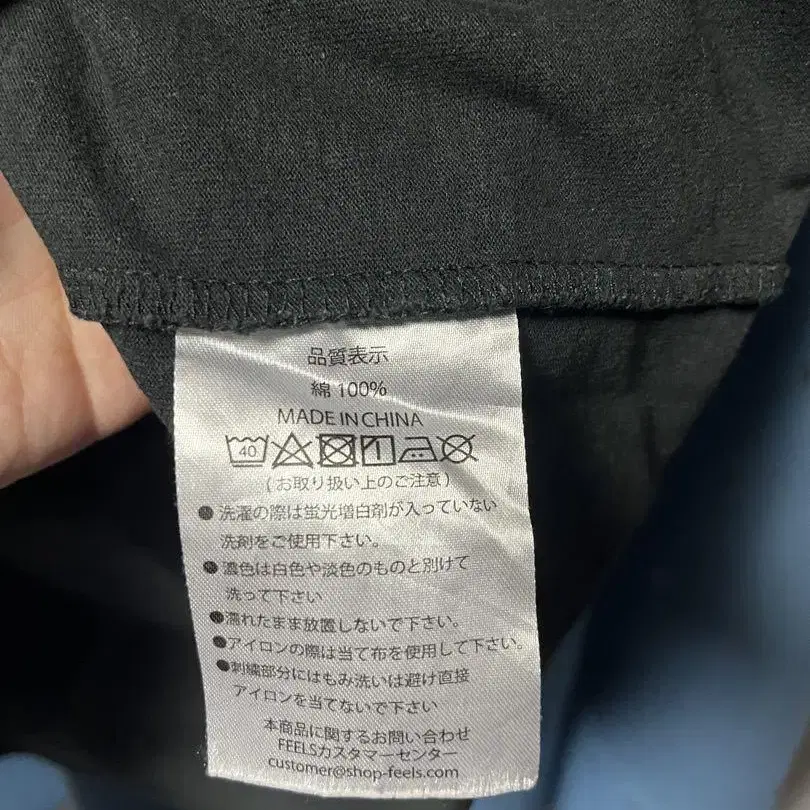 品質表示
綿 100%
MADE IN CHINA
40
(お取り扱い上のご注意)
●洗濯の際は蛍光増白剤が入っていない
洗剤をご使用下さい。
●濃色は白色や淡色のものと別けて
洗って下さい
●濡れたまま放置しないで下さい。
●アイロンの際は当て布を使用して下さい。
●刺繍部分にはもみ洗いは避け直接
アイロンを当てないで下さい
本商品に関するお問い合わせ
FEELSカスタマーセンター
customer@shop-feels.com